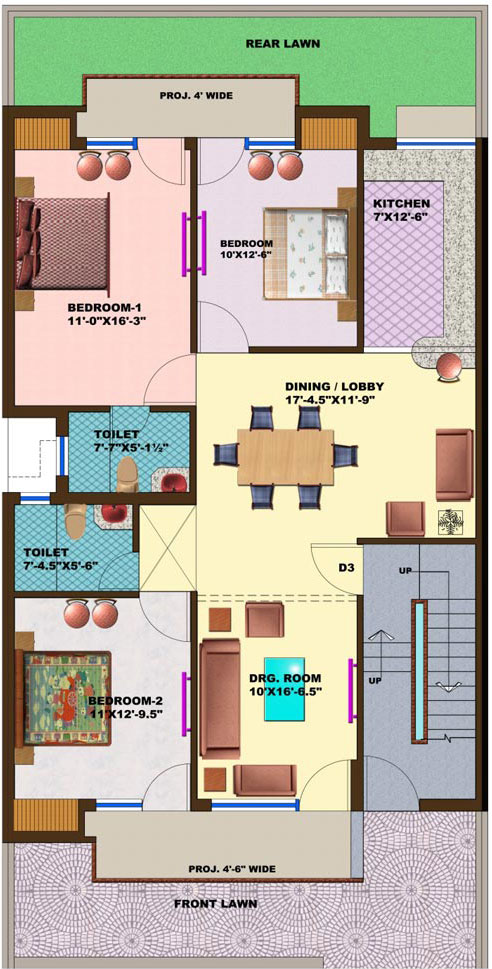 REAR LAWN
PROJ. 4' WIDE
KITCHEN
7'X12'-6"
BEDROOM
10'X12'-6"
BEDROOM-1
11'-0"X16'-3"
DINING / LOBBY
17'-4.5"X11'-9"
TOILET
7'-7"X5'-1½"
TOILET
7'-4.5"X5'-6"
D3
UP
UP
DRG. ROOM
10'X16'-6.5"
BEDROOM-2
11'X12'-9.5"
PROJ. 4'-6" WIDE
FRONT LAWN